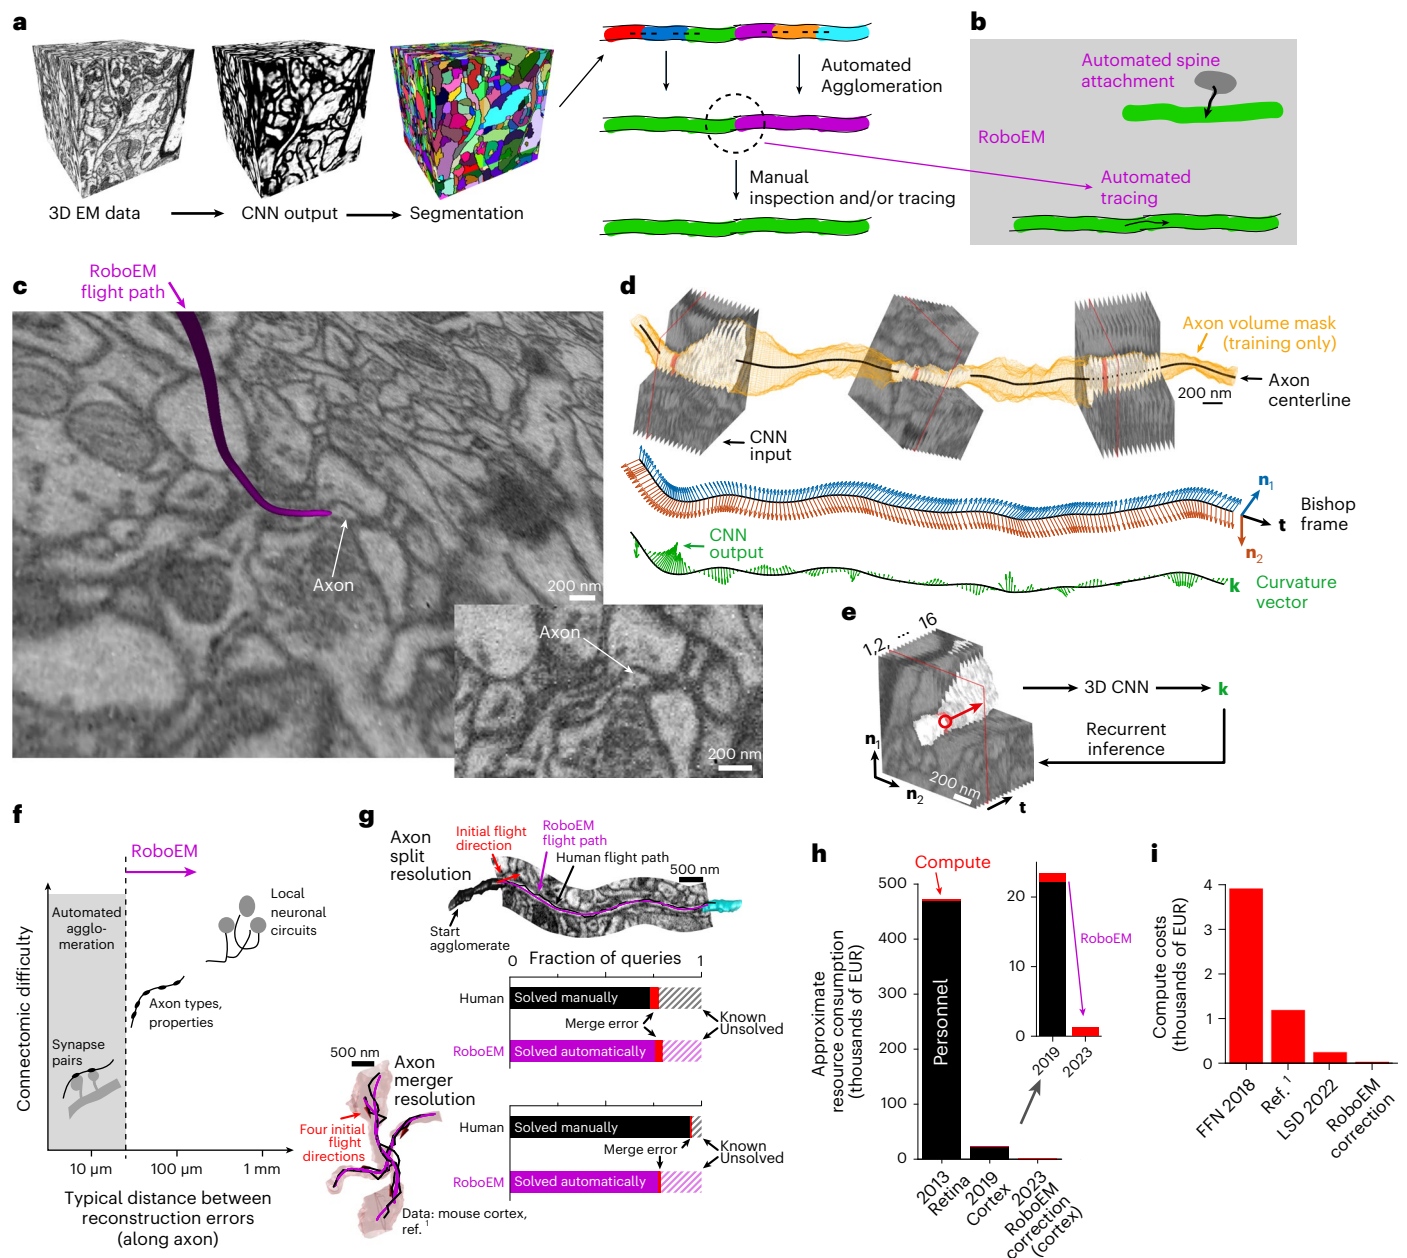 a
3D EM data
CNN output
Segmentation
Automated
Agglomeration
Manual
inspection and/or tracing
b
Automated spine
attachment
RoboEM
Automated
tracing
c
RoboEM
flight path
Axon
200 nm
Axon
200 nm
d
Axon volume mask
(training only)
Axon
centerline
200 nm
CNN
input
n1
Bishop
frame
t
n2
CNN
output
k
Curvature
vector
e
1,2, ... 16
3D CNN
k
Recurrent
inference
n1
n2
200 nm
t
f
RoboEM
Connectomic difficulty
Automated
agglo-
meration
Local
neuronal
circuits
Axon types,
properties
Synapse
pairs
10 µm
100 µm
1 mm
Typical distance between
reconstruction errors
(along axon)
g
Axon
split
resolution
Initial flight
direction
RoboEM
flight path
Human flight path
500 nm
Start
agglomerate
0
Fraction of queries
1
Human
Solved manually
Merge error
Known
Unsolved
RoboEM
Solved automatically
500 nm
Axon
merger
resolution
Four initial
flight
directions
Human
Solved manually
Merge error
Known
Unsolved
RoboEM
Solved automatically
Data: mouse cortex,
ref. 1
h
Compute
Approximate
resource consumption
(thousands of EUR)
500
400
300
200
100
0
Personnel
2013
Retina
2019
Cortex
2023
RoboEM
correction
(cortex)
20
10
0
RoboEM
2019
2023
i
Compute costs
(thousands of EUR)
4
3
2
1
0
FFN 2018
Ref. 1
LSD 2022
RoboEM
correction